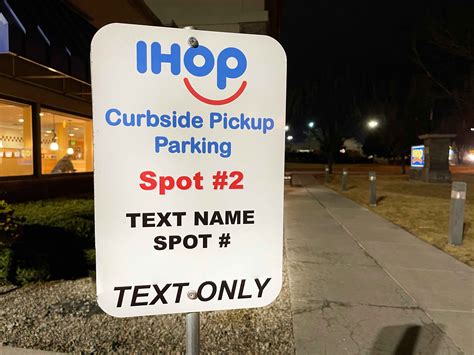 IHOP
Curbside Pickup
Parking
Spot #2
TEXT NAME
SPOT #
TEXT ONLY